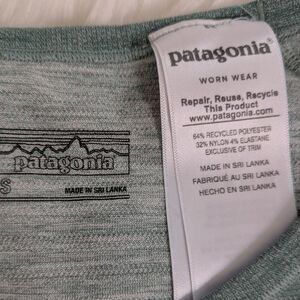 patagonia®
WORN WEAR
Repair, Reuse, Recycle
This Product
www.patagonia.com
64% RECYCLED POLYESTER
32% NYLON 4% ELASTANE
EXCLUSIVE OF TRIM
MADE IN SRI LANKA
FABRIQUÉ AU SRI LANKA
HECHO EN SRI LANKA
patagonia
S
MADE IN SRI LANKA